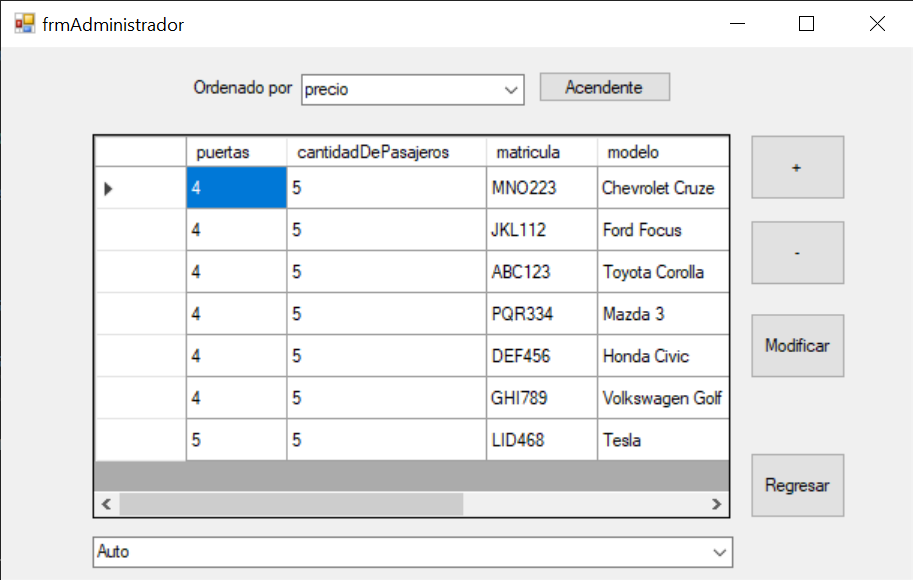 frmAdministrador
Ordenado por precio Acendente
puertas cantidadDePasajeros matricula modelo
4 5 MNO223 Chevrolet Cruze
4 5 JKL112 Ford Focus
4 5 ABC123 Toyota Corolla
4 5 PQR334 Mazda 3
4 5 DEF456 Honda Civic
4 5 GHI789 Volkswagen Golf
5 5 LID468 Tesla
+
-
Modificar
Regresar
Auto